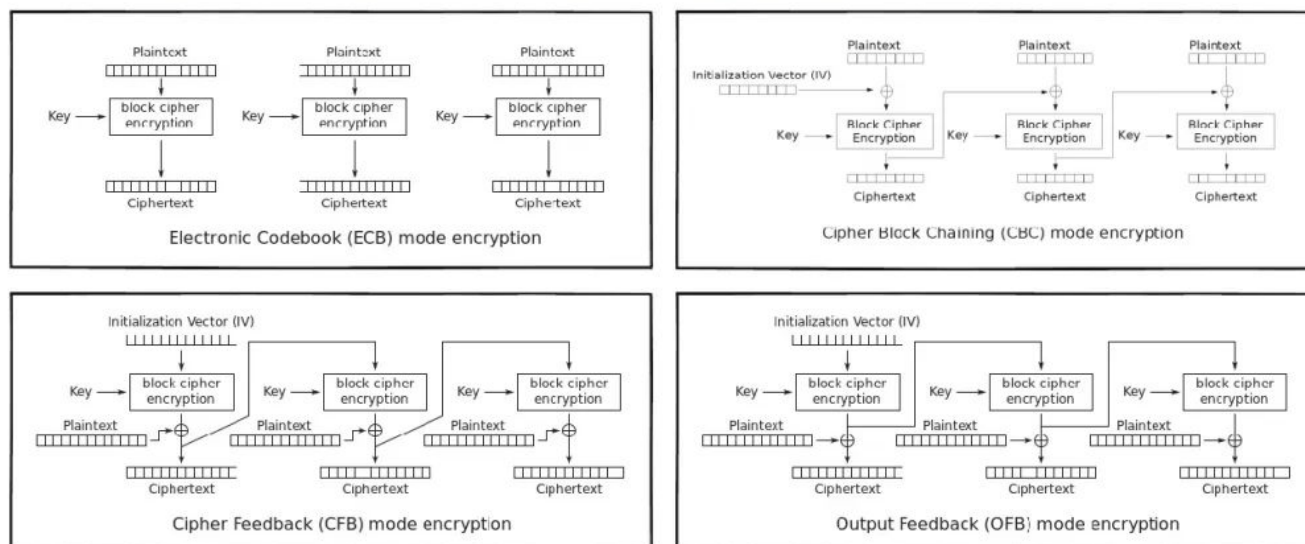 Plaintext Plaintext Plaintext
Key block cipher encryption Key block cipher encryption Key block cipher encryption
Ciphertext Ciphertext Ciphertext
Electronic Codebook (ECB) mode encryption
Plaintext Plaintext Plaintext
Initialization Vector (IV)
Key Block Cipher Encryption Key Block Cipher Encryption Key Block Cipher Encryption
Ciphertext Ciphertext Ciphertext
Cipher Block Chaining (CBC) mode encryption
Initialization Vector (IV)
Key block cipher encryption Key block cipher encryption Key block cipher encryption
Plaintext Plaintext Plaintext
Ciphertext Ciphertext Ciphertext
Cipher Feedback (CFB) mode encryption
Initialization Vector (IV)
Key block cipher encryption Key block cipher encryption Key block cipher encryption
Plaintext Plaintext Plaintext
Ciphertext Ciphertext Ciphertext
Output Feedback (OFB) mode encryption